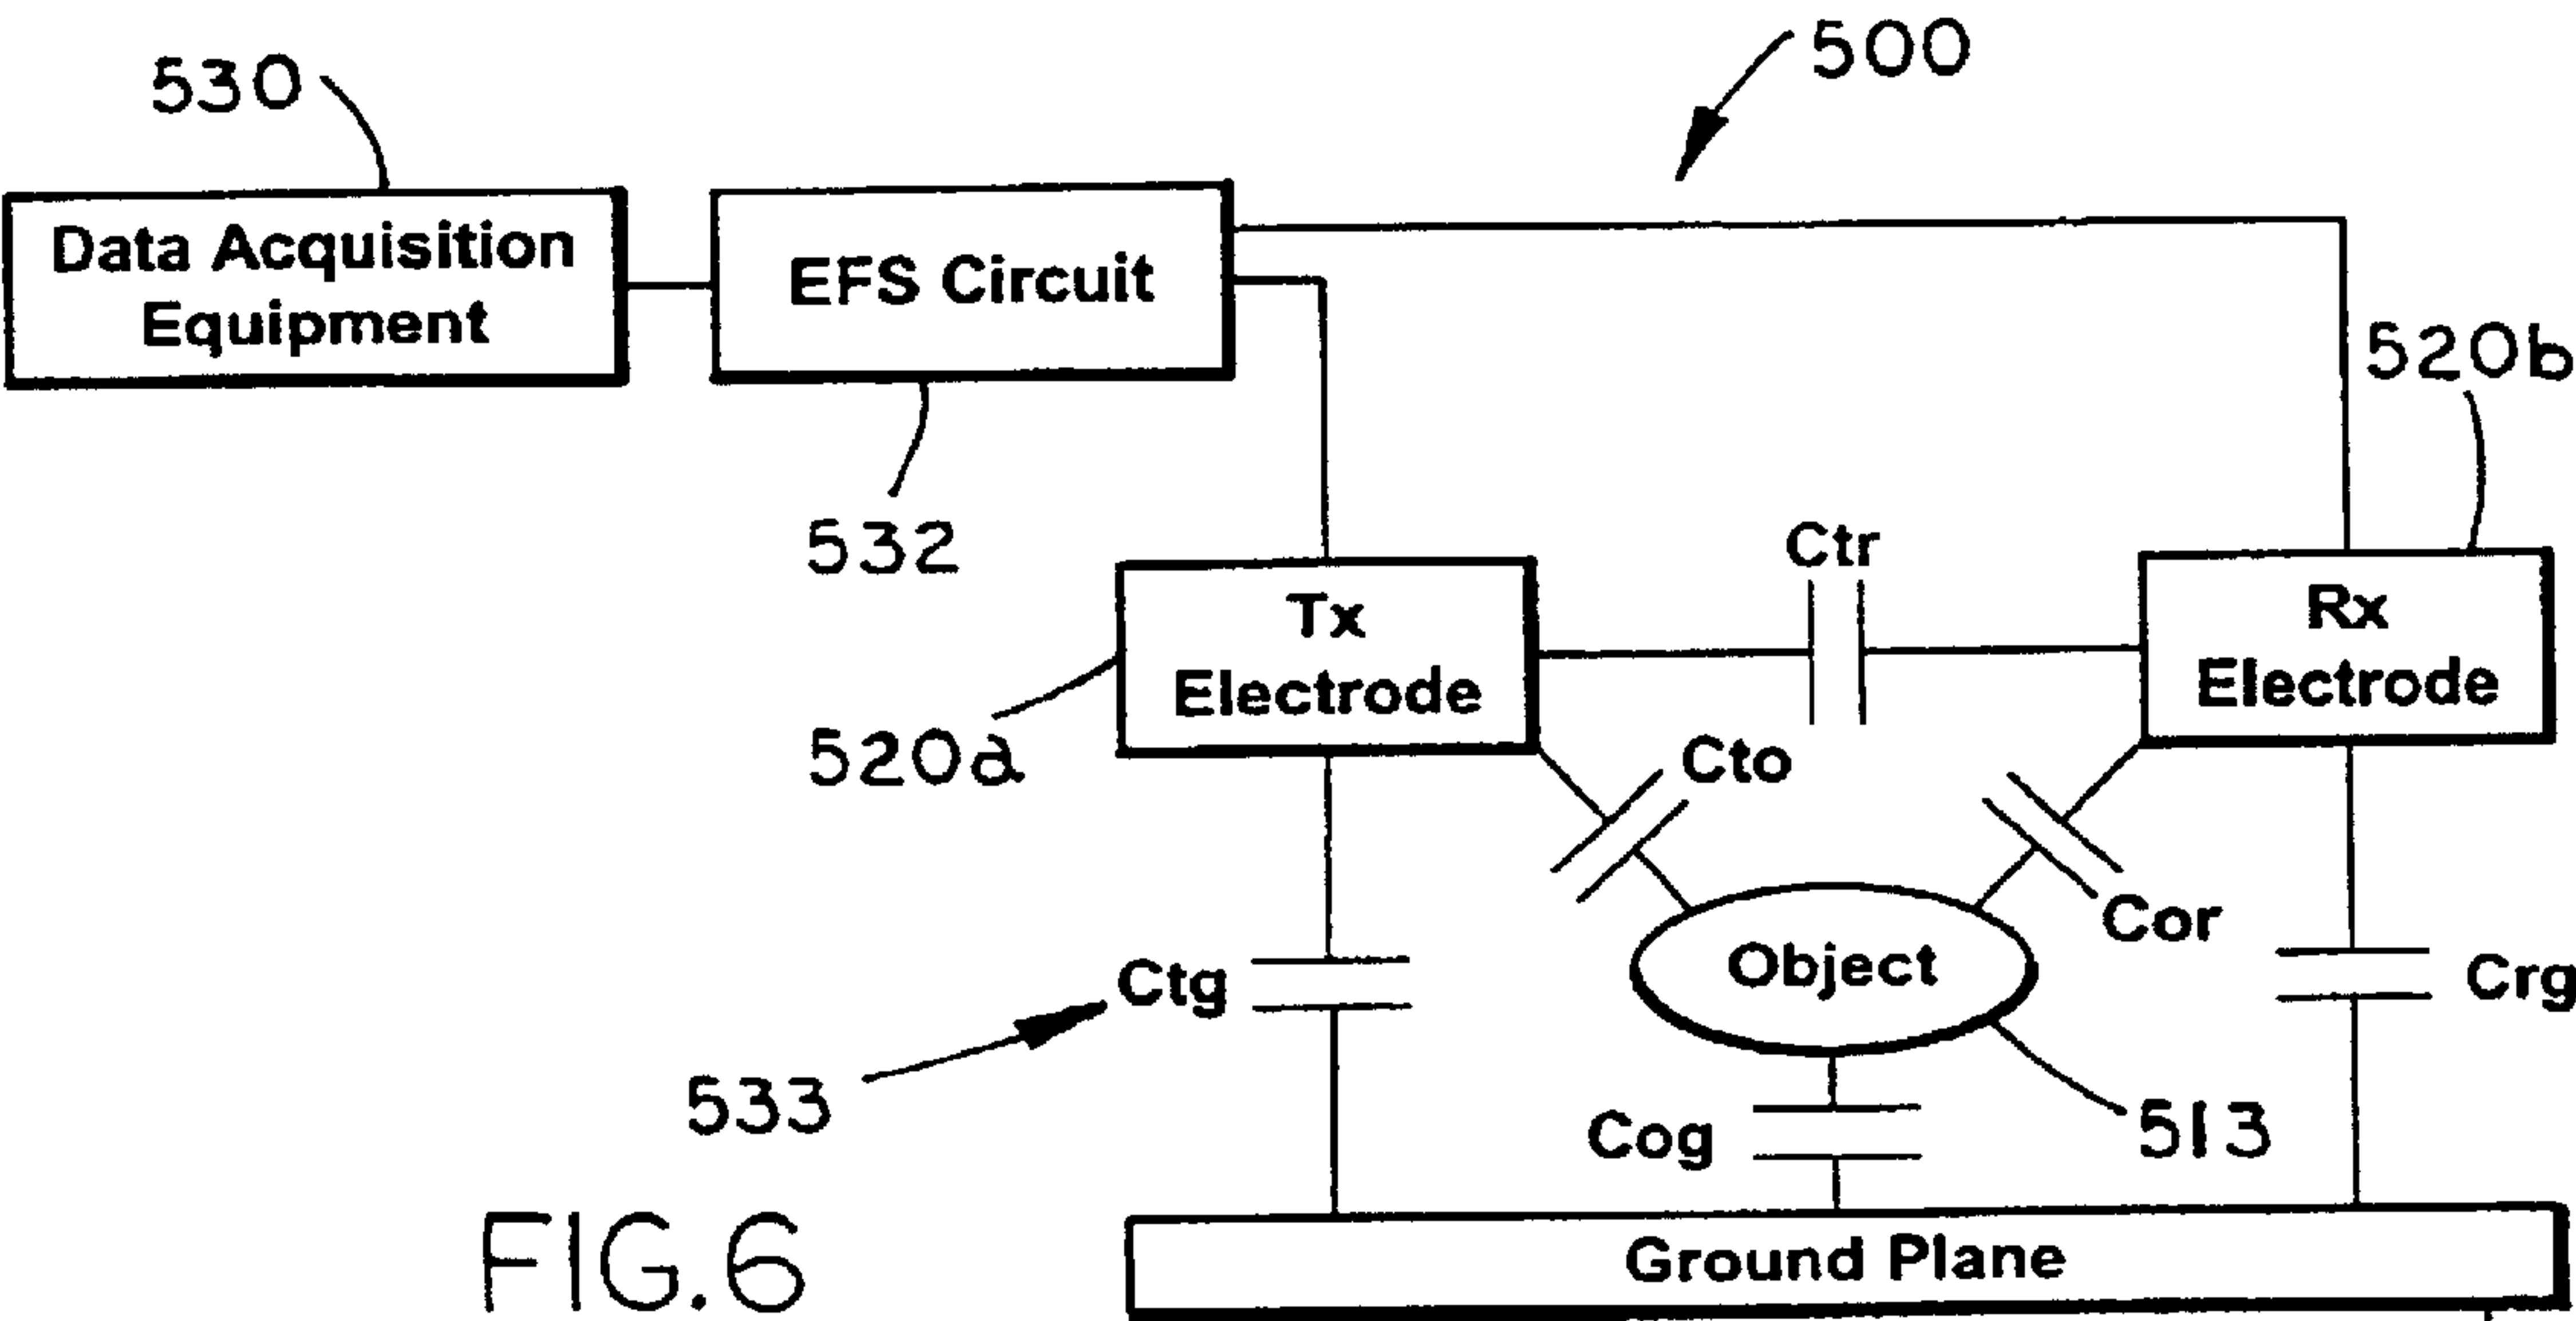 500
530
Data Acquisition
Equipment
EFS Circuit
520b
532
Ctr
Tx
Electrode
Rx
Electrode
520a
Cto
Cor
Object
Ctg
Crg
533
Cog
513
Ground Plane
FIG.6